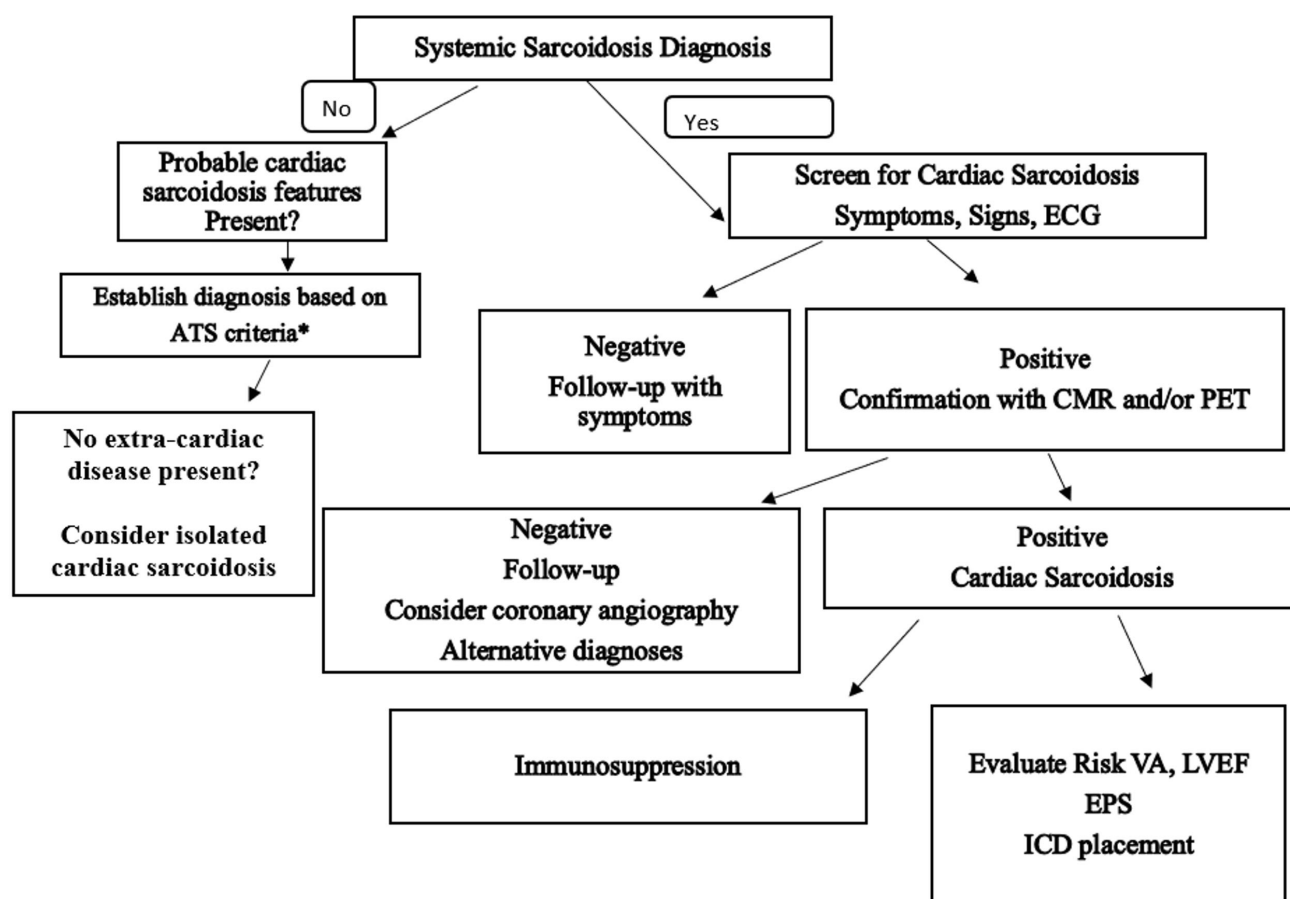 Systemic Sarcoidosis Diagnosis
No
Yes
Probable cardiac
sarcoidosis features
Present?
Screen for Cardiac Sarcoidosis
Symptoms, Signs, ECG
Establish diagnosis based on
ATS criteria*
Negative
Follow-up with
symptoms
Positive
Confirmation with CMR and/or PET
No extra-cardiac
disease present?
Consider isolated
cardiac sarcoidosis
Negative
Follow-up
Consider coronary angiography
Alternative diagnoses
Positive
Cardiac Sarcoidosis
Immunosuppression
Evaluate Risk VA, LVEF
EPS
ICD placement